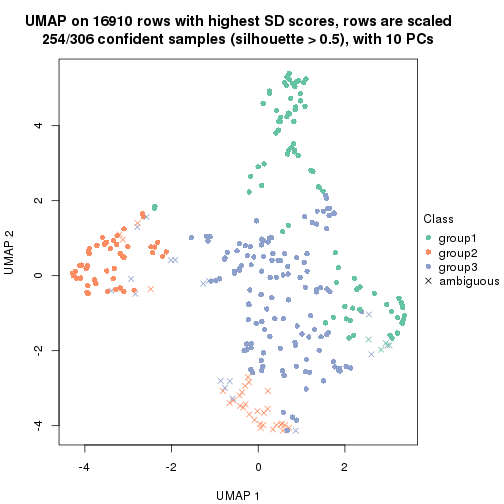 UMAP on 16910 rows with highest SD scores, rows are scaled
254/306 confident samples (silhouette > 0.5), with 10 PCs
4
2
0
-2
-4
UMAP 2
-4
-2
0
2
UMAP 1
Class
group1
group2
group3
ambiguous